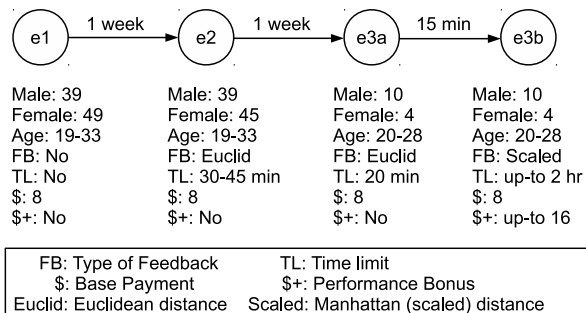 e1 1 week e2 1 week e3a 15 min e3b
Male: 39 Male: 39 Male: 10 Male: 10
Female: 49 Female: 45 Female: 4 Female: 4
Age: 19-33 Age: 19-33 Age: 20-28 Age: 20-28
FB: No FB: Euclid FB: Euclid FB: Scaled
TL: No TL: 30-45 min TL: 20 min TL: up-to 2 hr
$: 8 $: 8 $: 8 $: 8
$+: No $+: No $+: No $+: up-to 16
FB: Type of Feedback TL: Time limit
$: Base Payment $+: Performance Bonus
Euclid: Euclidean distance Scaled: Manhattan (scaled) distance